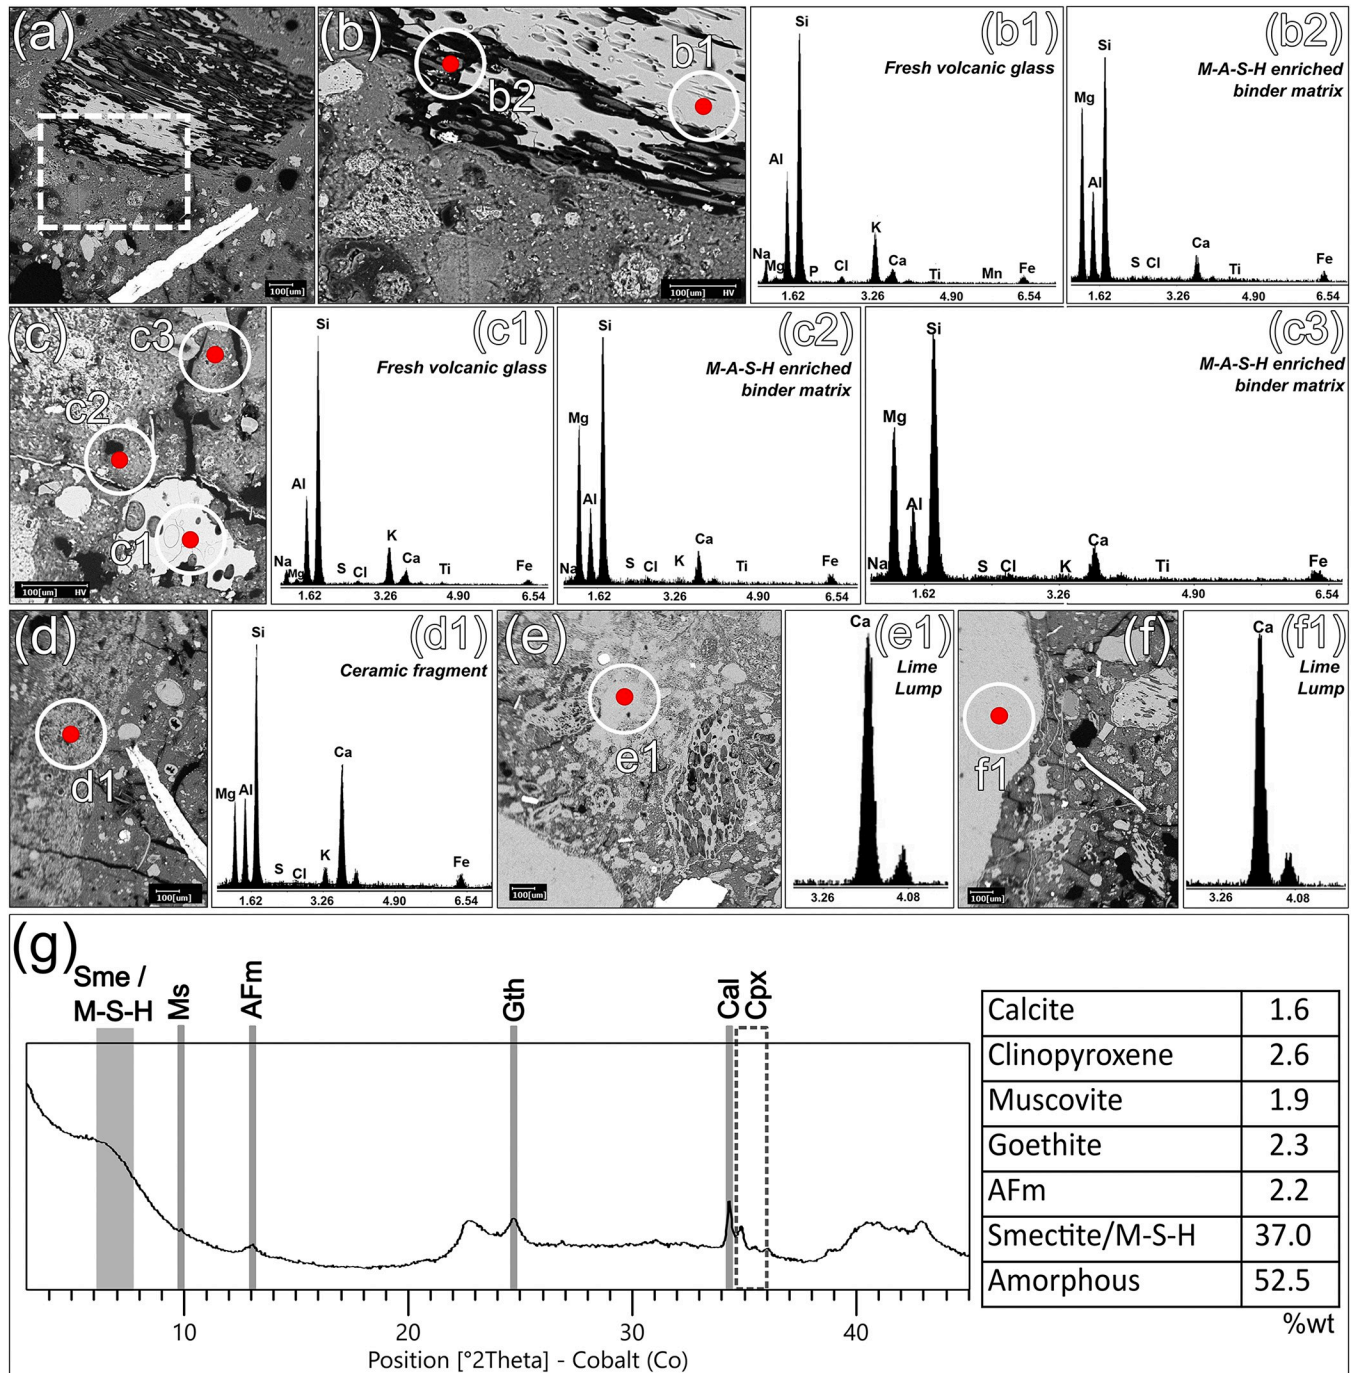 (a)
100[um]
(b)
b1
b2
100[um] HV
(b1)
Fresh volcanic glass
Si
Al
K
Na
Mg
P
Cl
Ca
Ti
Mn
Fe
1.62 3.26 4.90 6.54
(b2)
M-A-S-H enriched
binder matrix
Si
Mg
Al
S Cl
Ca
Ti
Fe
1.62 3.26 4.90 6.54
(c)
c3
c2
c1
100[um] HV
(c1)
Fresh volcanic glass
Si
Al
Na
Mg
S
Cl
K
Ca
Ti
Fe
1.62 3.26 4.90 6.54
(c2)
M-A-S-H enriched
binder matrix
Si
Mg
Al
Na
S Cl
K
Ca
Ti
Fe
1.62 3.26 4.90 6.54
(c3)
M-A-S-H enriched
binder matrix
Si
Mg
Al
Na
S Cl
K
Ca
Ti
Fe
1.62 3.26 4.90 6.54
(d)
d1
100[um]
(d1)
Ceramic fragment
Si
Mg Al
Ca
S
Cl
K
Fe
1.62 3.26 4.90 6.54
(e)
e1
100[um]
(e1)
Lime
Lump
Ca
3.26 4.08
(f)
f1
100[um]
(f1)
Lime
Lump
Ca
3.26 4.08
(g)
Sme /
M-S-H
Ms
AFm
Gth
Cal
Cpx
10 20 30 40
Position [°2Theta] - Cobalt (Co)
Calcite 1.6
Clinopyroxene 2.6
Muscovite 1.9
Goethite 2.3
AFm 2.2
Smectite/M-S-H 37.0
Amorphous 52.5
%wt